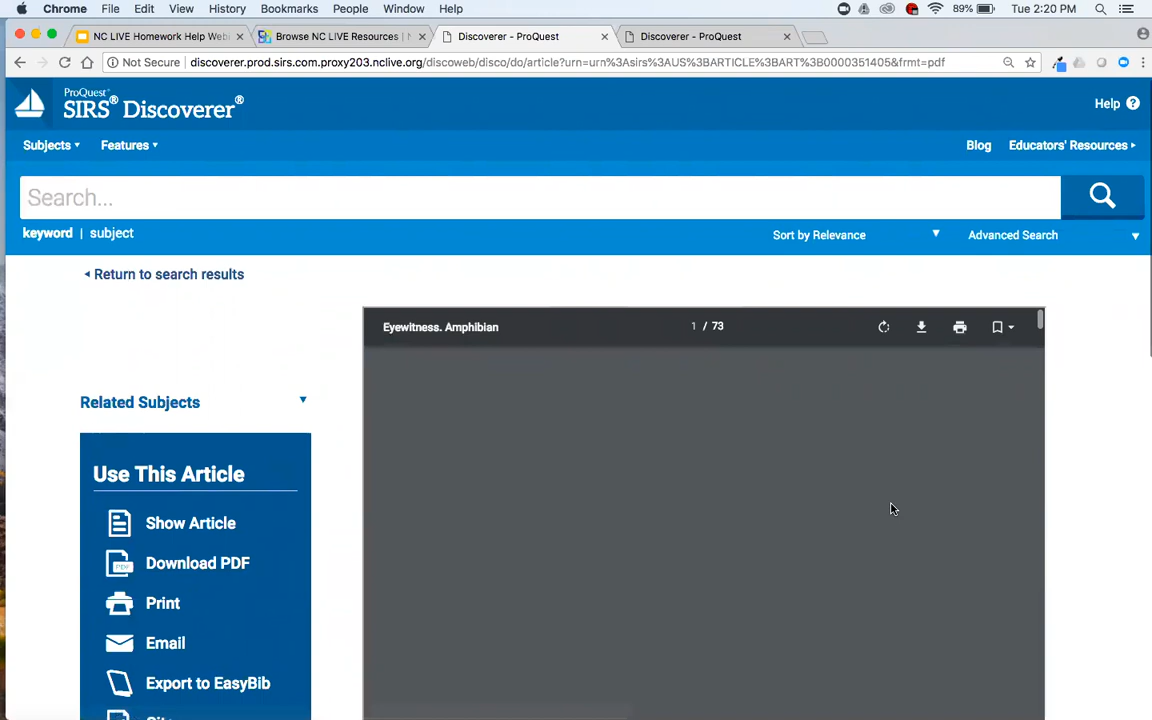 Chrome File Edit View History Bookmarks People Window Help 89% Tue 2:20 PM
NC LIVE Homework Help Web × Browse NC LIVE Resources | × Discoverer - ProQuest × Discoverer - ProQuest ×
Not Secure | discoverer.prod.sirs.com.proxy203.nclive.org/discoweb/disco/do/article?urn=urn%3Asirs%3AUS%3BARTICLE%3BART%3B0000351405&frmt=pdf
ProQuest
SIRS® Discoverer® Help ?
Subjects Features Blog Educators' Resources
Search...
keyword | subject Sort by Relevance Advanced Search
Return to search results
Eyewitness. Amphibian 1 / 73
Related Subjects
Use This Article
Show Article
PDF Download PDF
Print
Email
Export to EasyBib